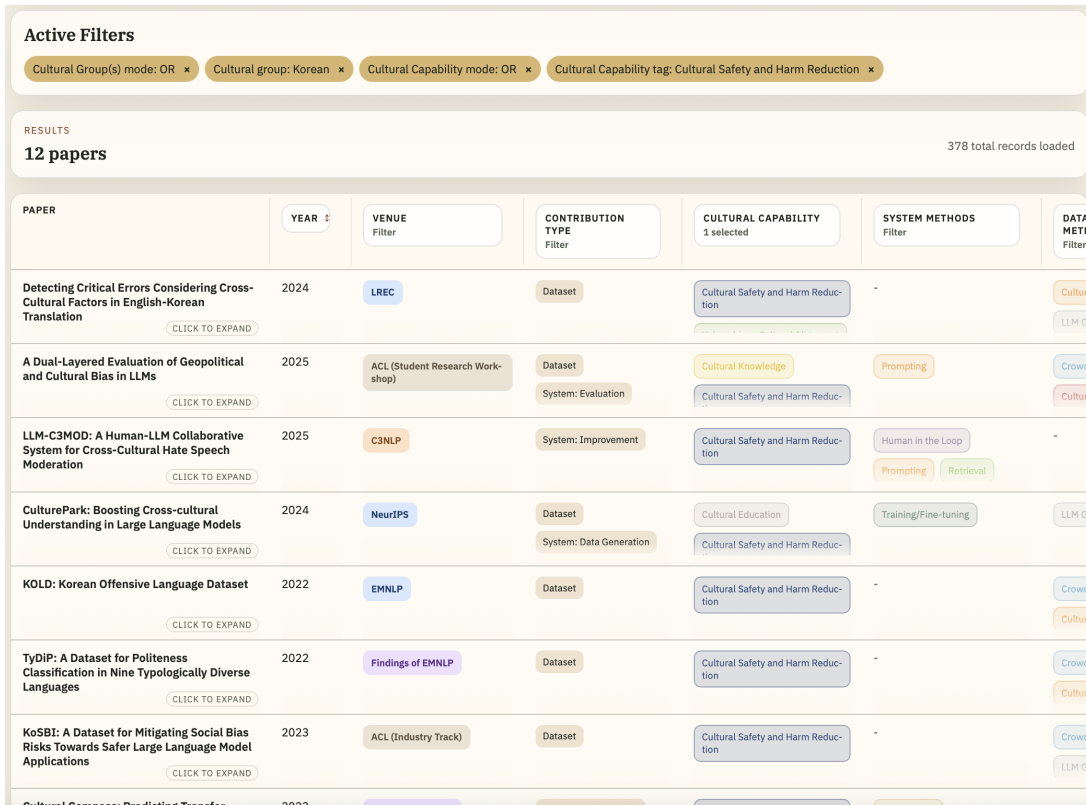 Active Filters
Cultural Group(s) mode: OR × Cultural group: Korean × Cultural Capability mode: OR × Cultural Capability tag: Cultural Safety and Harm Reduction ×
RESULTS
12 papers
378 total records loaded
PAPER
YEAR ↕
VENUE
Filter
CONTRIBUTION
TYPE
Filter
CULTURAL CAPABILITY
1 selected
SYSTEM METHODS
Filter
DATA
Filter
Detecting Critical Errors Considering Cross-
Cultural Factors in English-Korean
Translation
CLICK TO EXPAND
2024
LREC
Dataset
Cultural Safety and Harm Reduc-
tion
-
LLM G
A Dual-Layered Evaluation of Geopolitical
and Cultural Bias in LLMs
CLICK TO EXPAND
2025
ACL (Student Research Work-
shop)
Dataset
System: Evaluation
Cultural Knowledge
Cultural Safety and Harm Reduc-
Prompting
LLM-C3MOD: A Human-LLM Collaborative
System for Cross-Cultural Hate Speech
Moderation
CLICK TO EXPAND
2025
C3NLP
System: Improvement
Cultural Safety and Harm Reduc-
tion
Human in the Loop
Prompting Retrieval
-
CulturePark: Boosting Cross-cultural
Understanding in Large Language Models
CLICK TO EXPAND
2024
NeurIPS
Dataset
System: Data Generation
Cultural Education
Cultural Safety and Harm Reduc-
Training/Fine-tuning
LLM G
KOLD: Korean Offensive Language Dataset
CLICK TO EXPAND
2022
EMNLP
Dataset
Cultural Safety and Harm Reduc-
tion
-
TyDiP: A Dataset for Politeness
Classification in Nine Typologically Diverse
Languages
CLICK TO EXPAND
2022
Findings of EMNLP
Dataset
Cultural Safety and Harm Reduc-
tion
-
KoSBI: A Dataset for Mitigating Social Bias
Risks Towards Safer Large Language Model
Applications
CLICK TO EXPAND
2023
ACL (Industry Track)
Dataset
Cultural Safety and Harm Reduc-
tion
-
LLM G